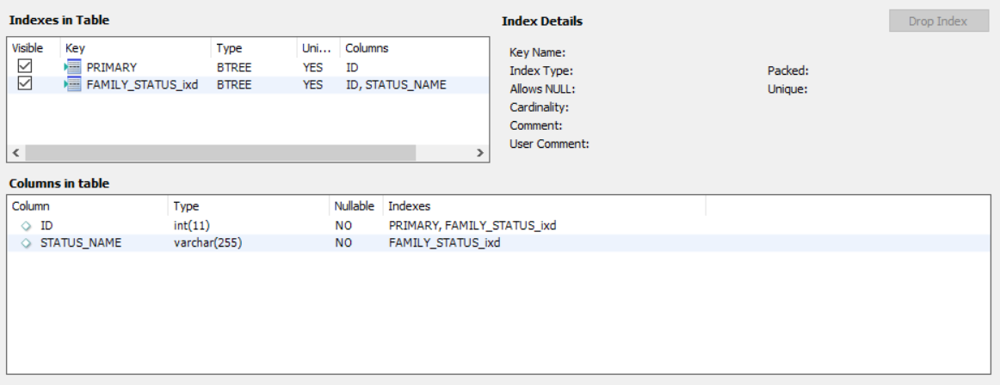 Indexes in Table
Visible Key Type Uni... Columns
PRIMARY BTREE YES ID
FAMILY_STATUS_ixd BTREE YES ID, STATUS_NAME
Index Details
Drop Index
Key Name:
Index Type: Packed:
Allows NULL: Unique:
Cardinality:
Comment:
User Comment:
Columns in table
Column Type Nullable Indexes
ID int(11) NO PRIMARY, FAMILY_STATUS_ixd
STATUS_NAME varchar(255) NO FAMILY_STATUS_ixd